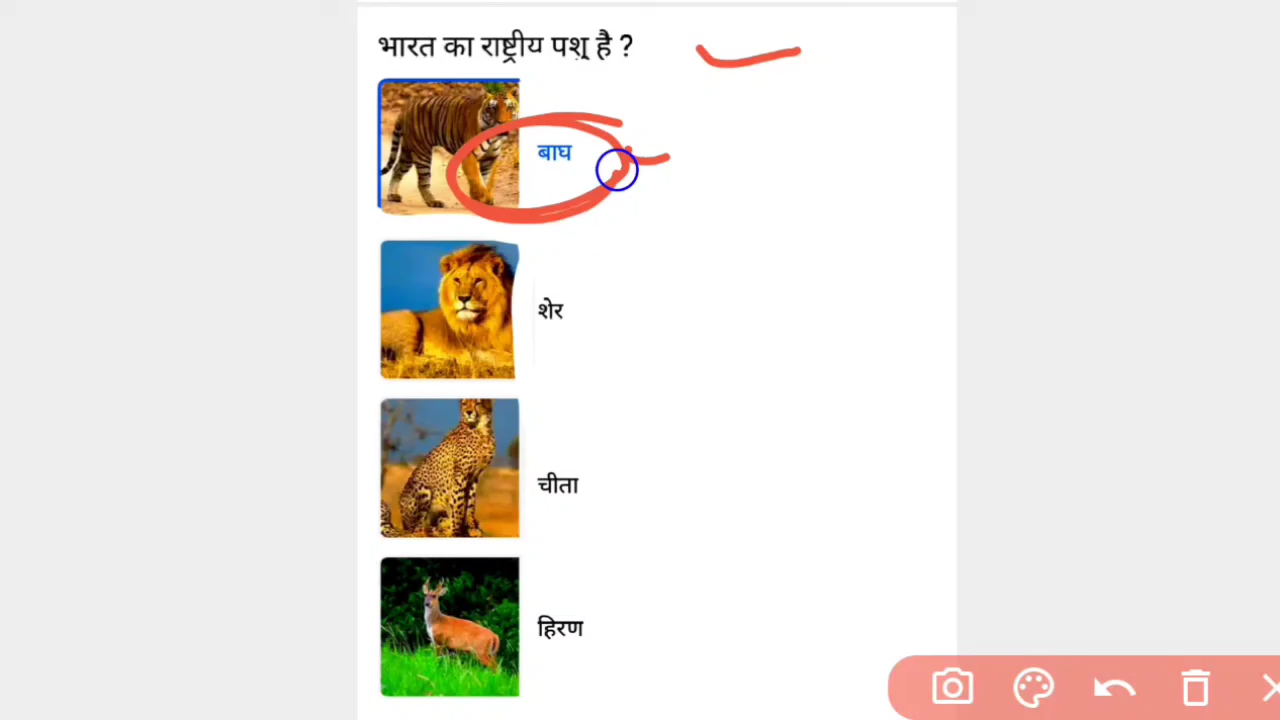 भारत का राष्ट्रीय पशु है ?
बाघ
शेर
चीता
हिरण